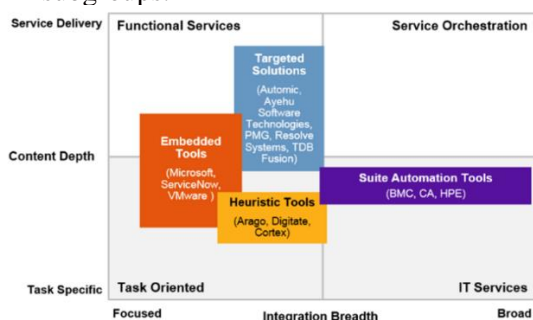 subgroups.
Service Delivery
Functional Services
Service Orchestration
Targeted
Solutions
(Automic,
Ayehu
Software
Technologies,
PMG, Resolve
Systems, TDB
Fusion)
Embedded
Tools
(Microsoft,
ServiceNow,
VMware )
Content Depth
Suite Automation Tools
(BMC, CA, HPE)
Heuristic Tools
(Arago, Digitate,
Cortex)
Task Specific
Task Oriented
IT Services
Focused
Integration Breadth
Broad